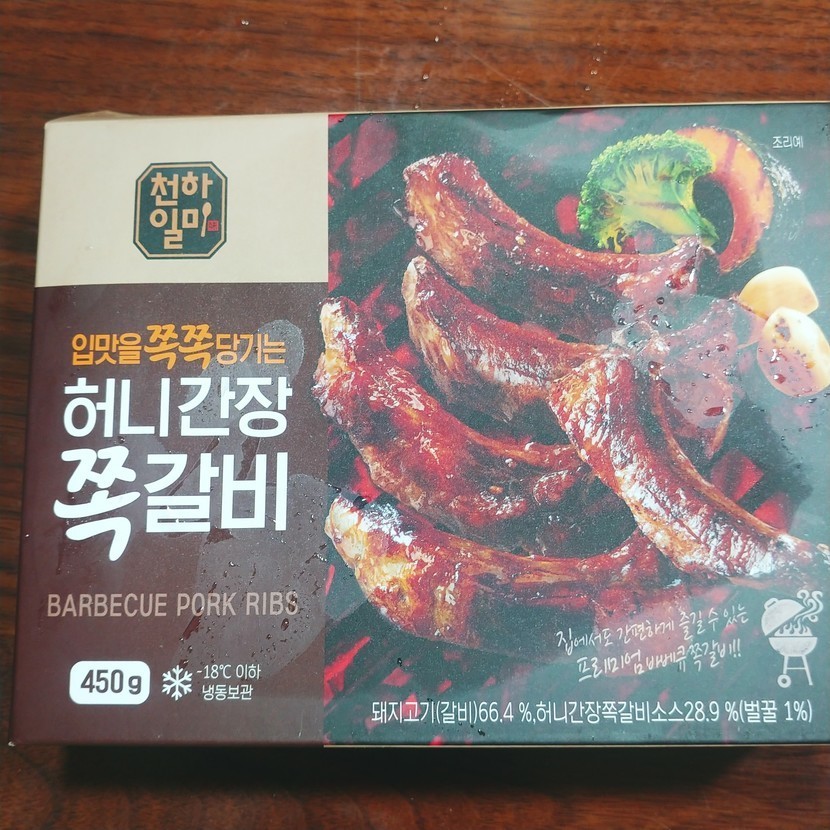 천하
일미
조리예
입맛을 쪽쪽 당기는
허니간장
쪽갈비
BARBECUE PORK RIBS
450g
-18℃ 이하
냉동보관
집에서도 간편하게 즐길 수 있는
프리미엄 바베큐 쪽갈비!!
돼지고기(갈비)66.4 %,허니간장쪽갈비소스28.9 %(벌꿀 1%)